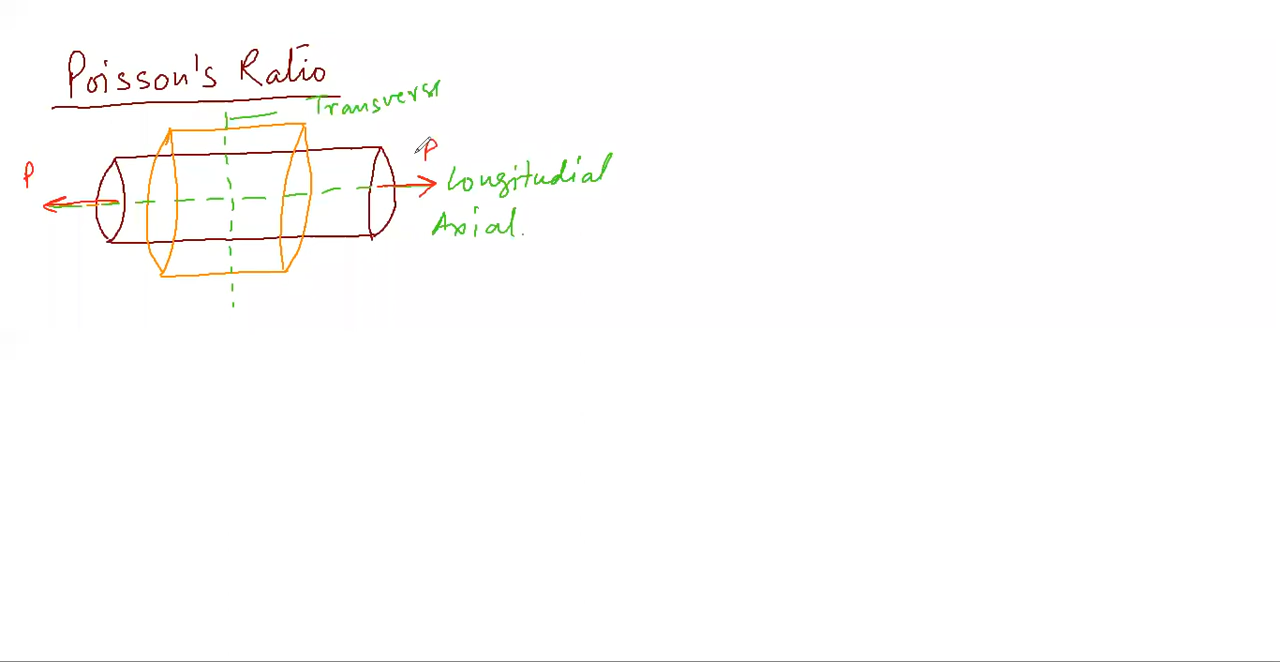 Poisson's Ratio
Transverse
P
P
Longitudial
Axial.